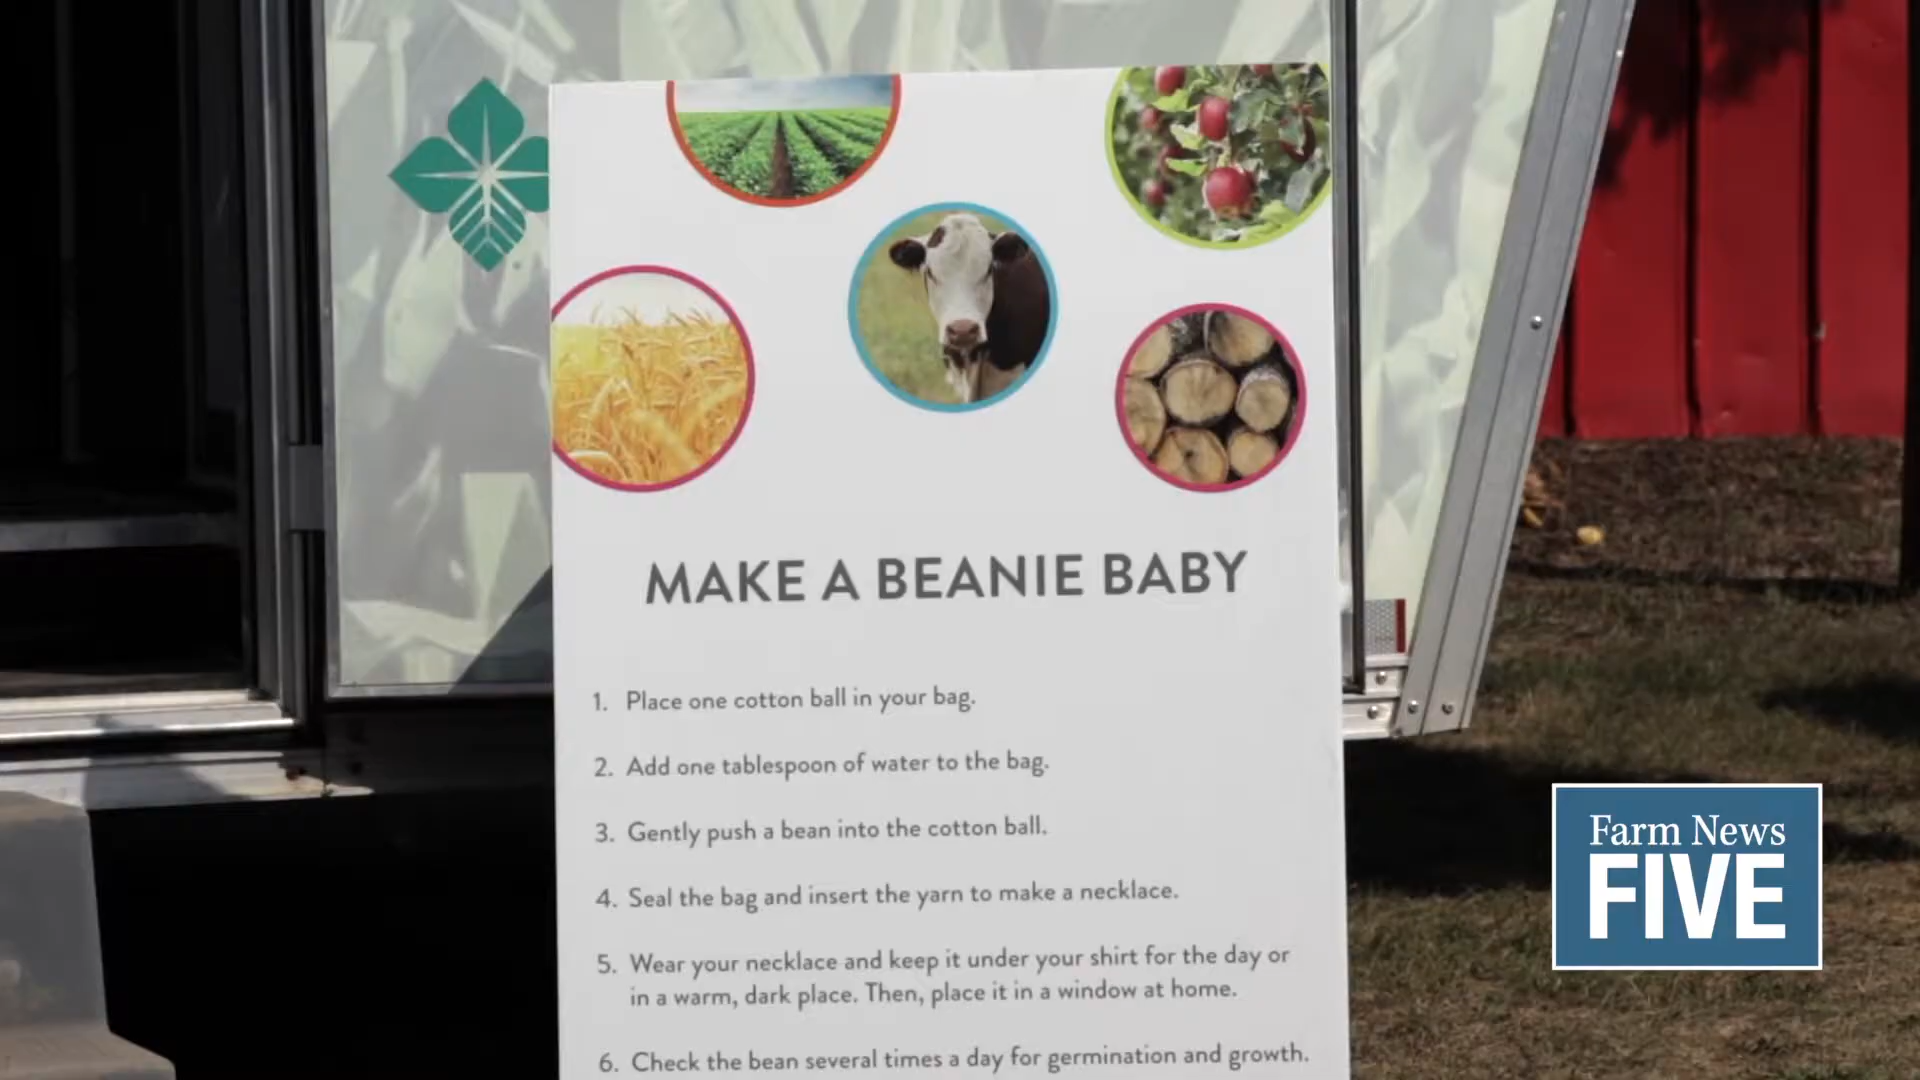 MAKE A BEANIE BABY
1. Place one cotton ball in your bag.
2. Add one tablespoon of water to the bag.
3. Gently push a bean into the cotton ball.
4. Seal the bag and insert the yarn to make a necklace.
5. Wear your necklace and keep it under your shirt for the day or
in a warm, dark place. Then, place it in a window at home.
6. Check the bean several times a day for germination and growth.
Farm News
FIVE